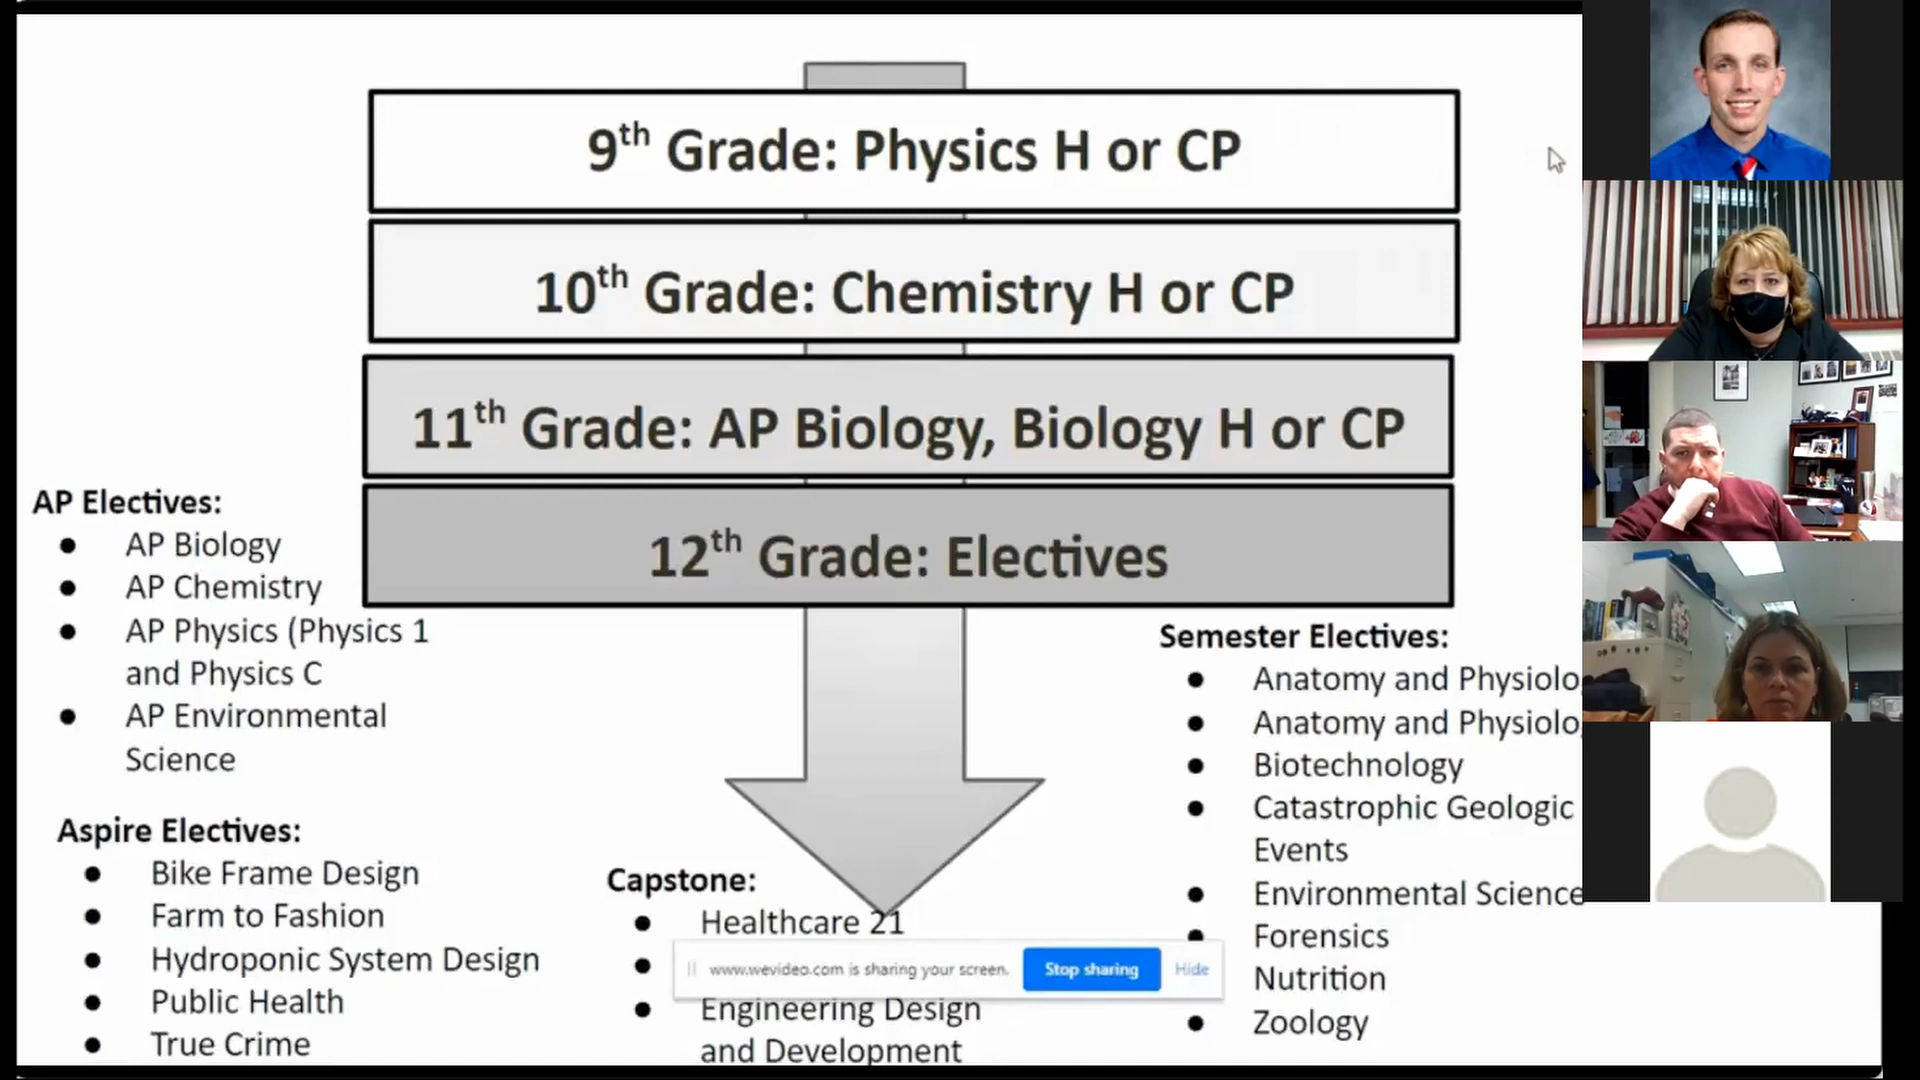 9th Grade: Physics H or CP
10th Grade: Chemistry H or CP
11th Grade: AP Biology, Biology H or CP
12th Grade: Electives
AP Electives:
● AP Biology
● AP Chemistry
● AP Physics (Physics 1
and Physics C
● AP Environmental
Science
Aspire Electives:
● Bike Frame Design
● Farm to Fashion
● Hydroponic System Design
● Public Health
● True Crime
Capstone:
● Healthcare 21
●
● Engineering Design
and Development
www.wevideo.com is sharing your screen.
Stop sharing
Hide
Semester Electives:
● Anatomy and Physiolo
● Anatomy and Physiolo
● Biotechnology
● Catastrophic Geologic
Events
● Environmental Science
● Forensics
● Nutrition
● Zoology